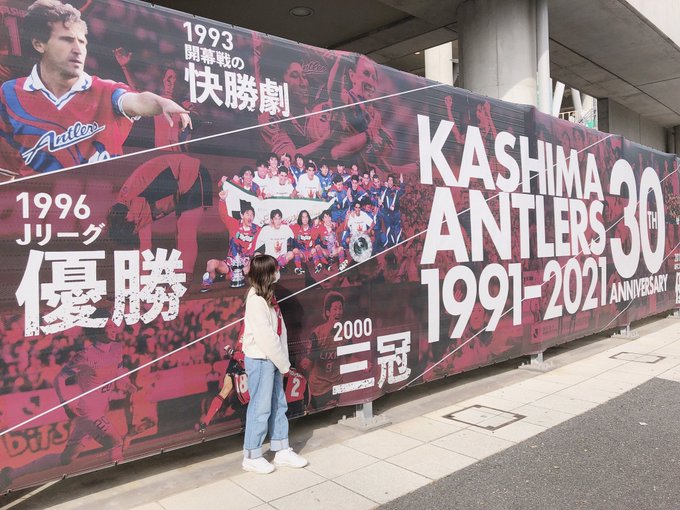 1993
開幕戦の
快勝劇
Antlers
1996
Jリーグ
優勝
2000
三冠
KASHIMA
ANTLERS
1991-2021
30TH
ANNIVERSARY